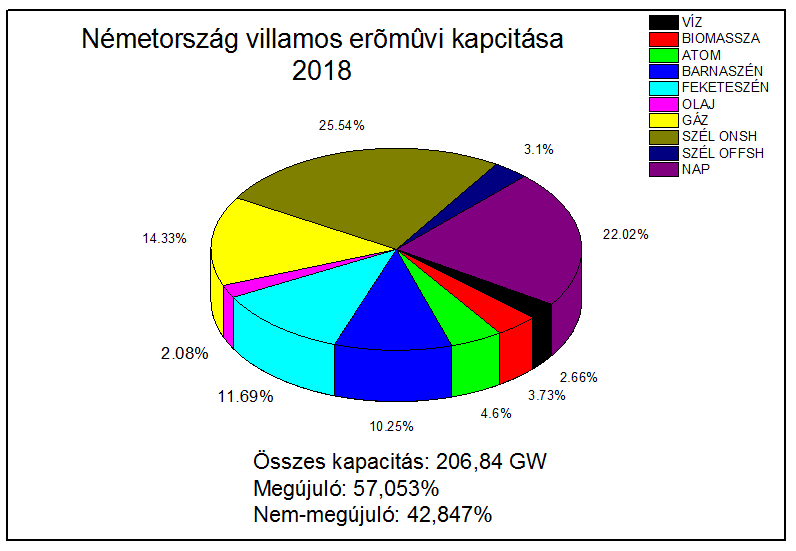 Németország villamos erõmûvi kapcitása
2018
VÍZ
BIOMASSZA
ATOM
BARNASZÉN
FEKETESZÉN
OLAJ
GÁZ
SZÉL ONSH
SZÉL OFFSH
NAP
25.54%
3.1%
22.02%
14.33%
2.08%
11.69%
10.25%
4.6%
3.73%
2.66%
Összes kapacitás: 206,84 GW
Megújuló: 57,053%
Nem-megújuló: 42,847%